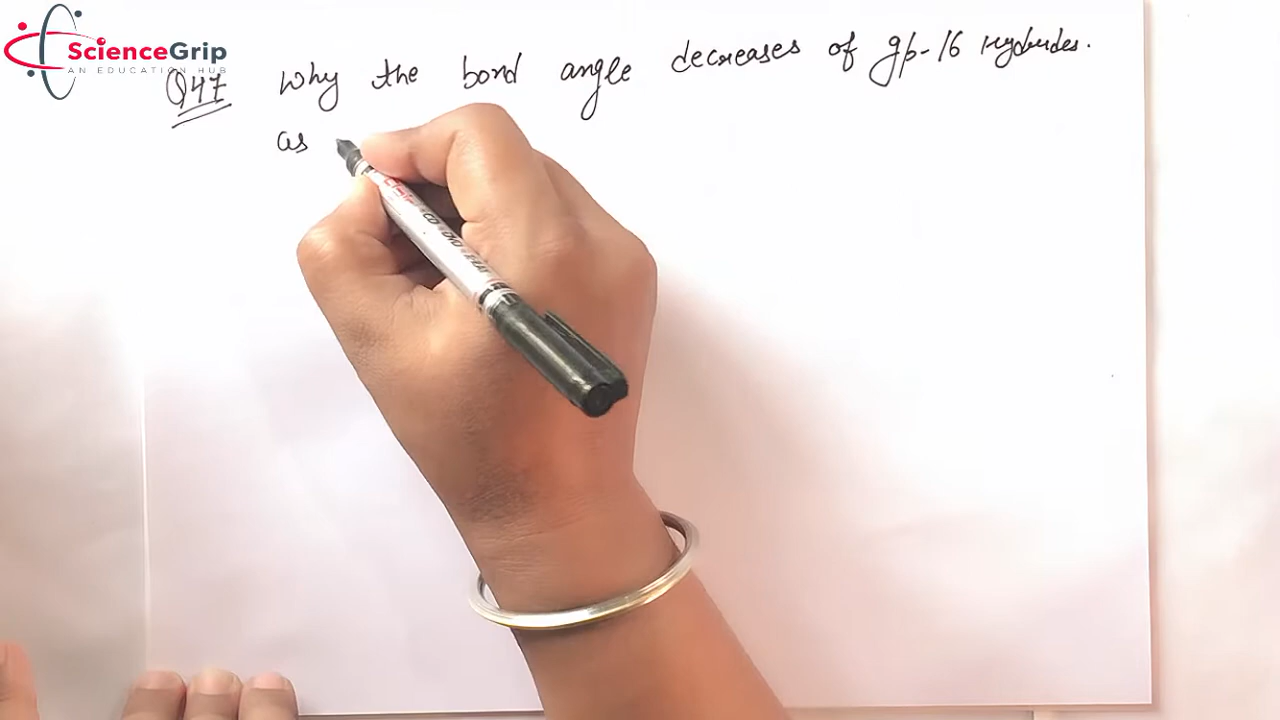 ScienceGrip
AN EDUCATION HUB
Q47 Why the bond angle decreases of gp-16 Hydrides.
as